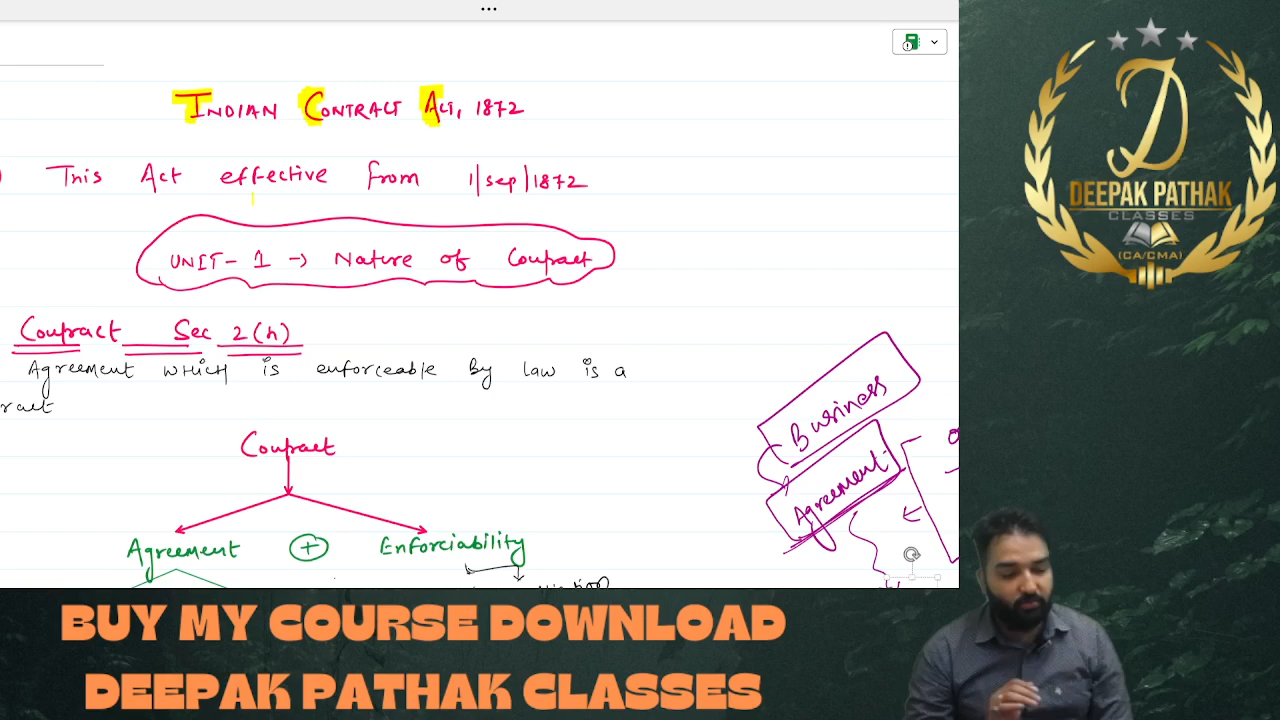 INDIAN CONTRACT ACT, 1872
This Act effective from 1/Sep/1872
UNIT-1 → Nature of Contract
Contract Sec 2(h)
Agreement WHICH is enforceable By law is a
ract
Contract
Agreement + Enforciability
Business
Agreement
D
DEEPAK PATHAK
CLASSES
(CA/CMA)
BUY MY COURSE DOWNLOAD
DEEPAK PATHAK CLASSES